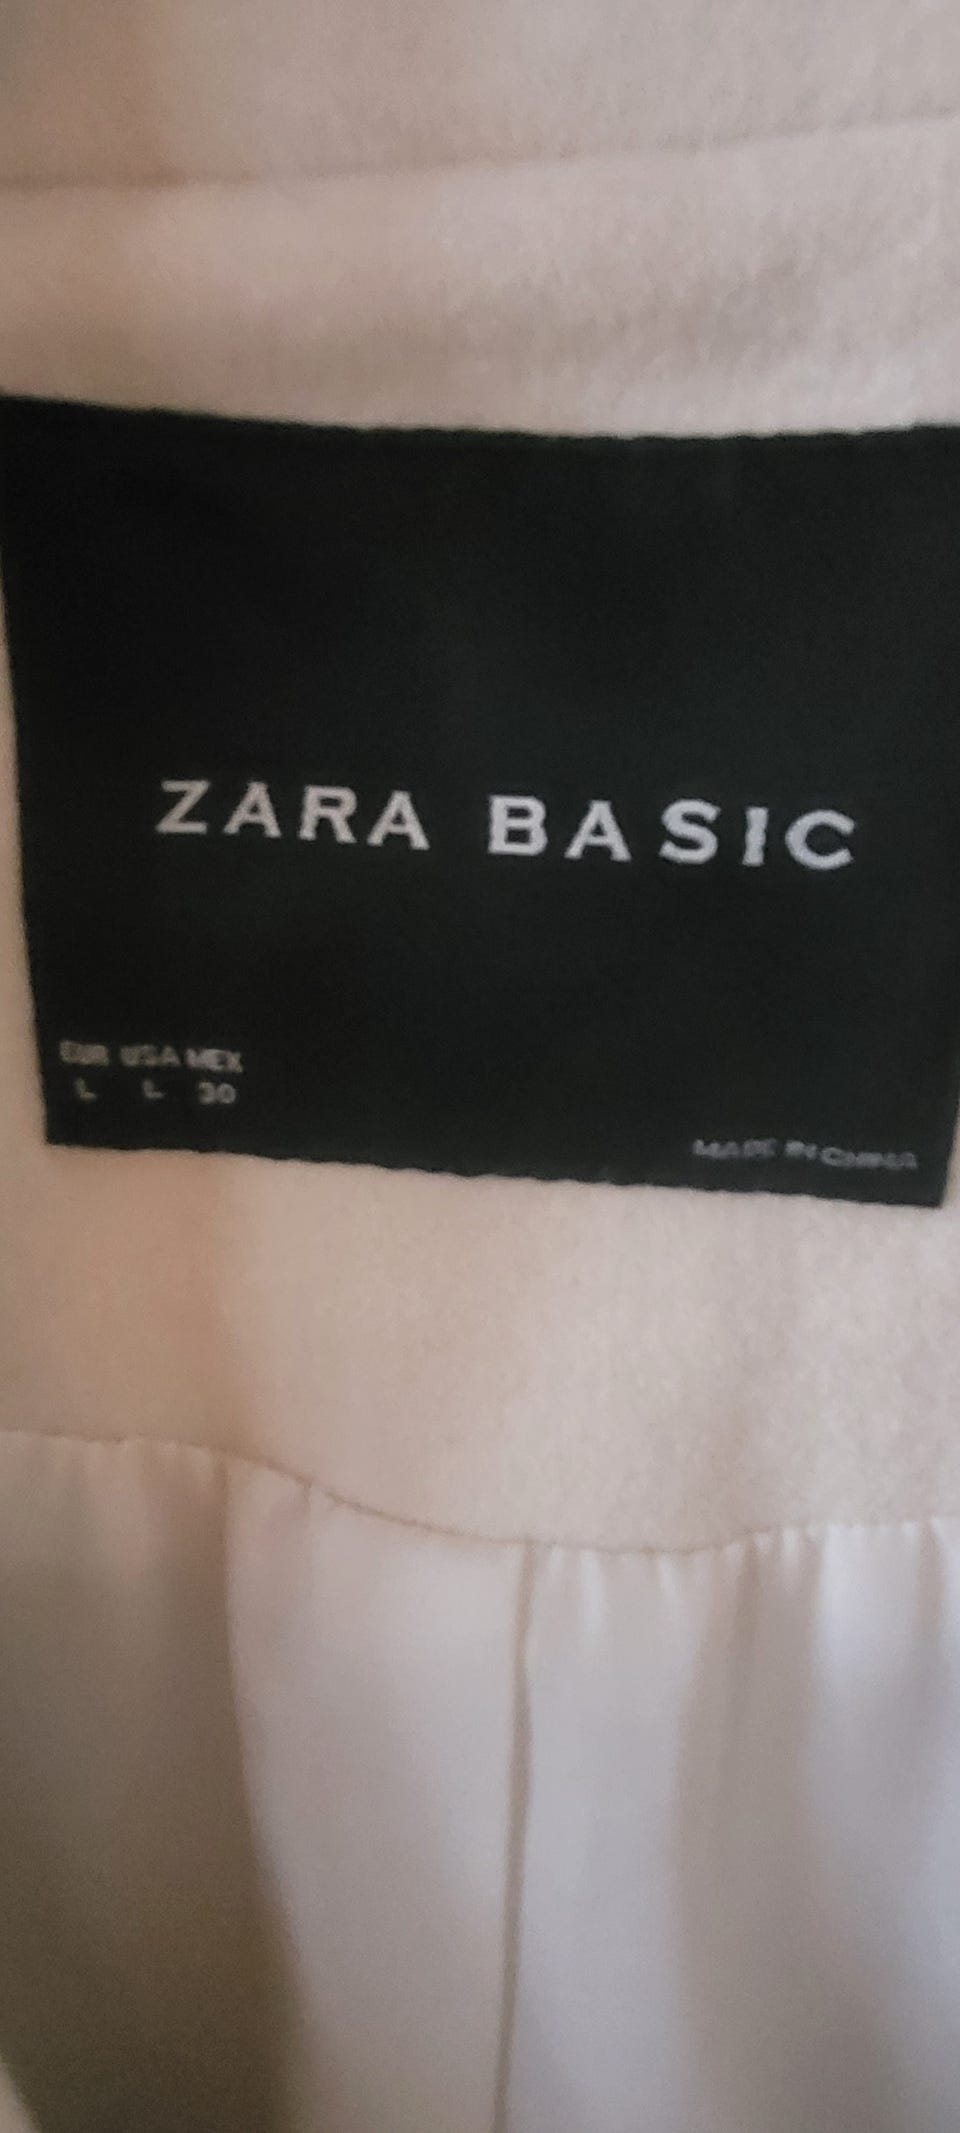 ZARA BASIC
EUR USA MEX
L L 30
MADE IN CHINA